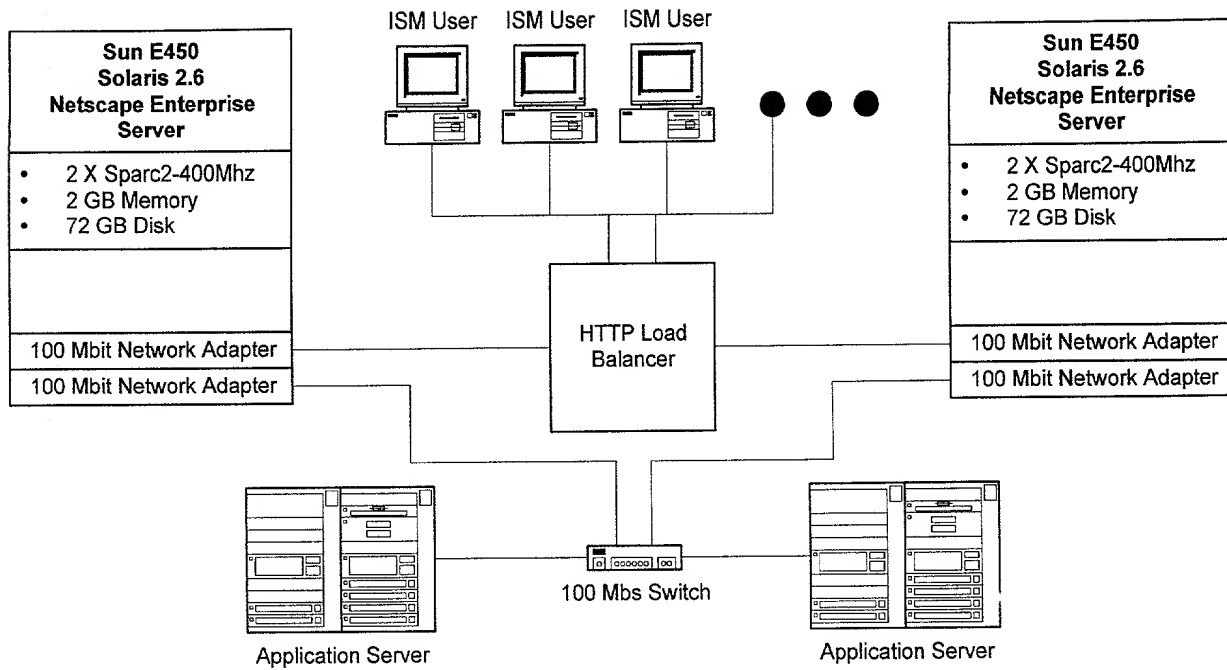 ISM User
ISM User
ISM User
Sun E450
Solaris 2.6
Netscape Enterprise
Server
• 2 X Sparc2-400Mhz
• 2 GB Memory
• 72 GB Disk
100 Mbit Network Adapter
100 Mbit Network Adapter
HTTP Load
Balancer
Sun E450
Solaris 2.6
Netscape Enterprise
Server
• 2 X Sparc2-400Mhz
• 2 GB Memory
• 72 GB Disk
100 Mbit Network Adapter
100 Mbit Network Adapter
100 Mbs Switch
Application Server
Application Server